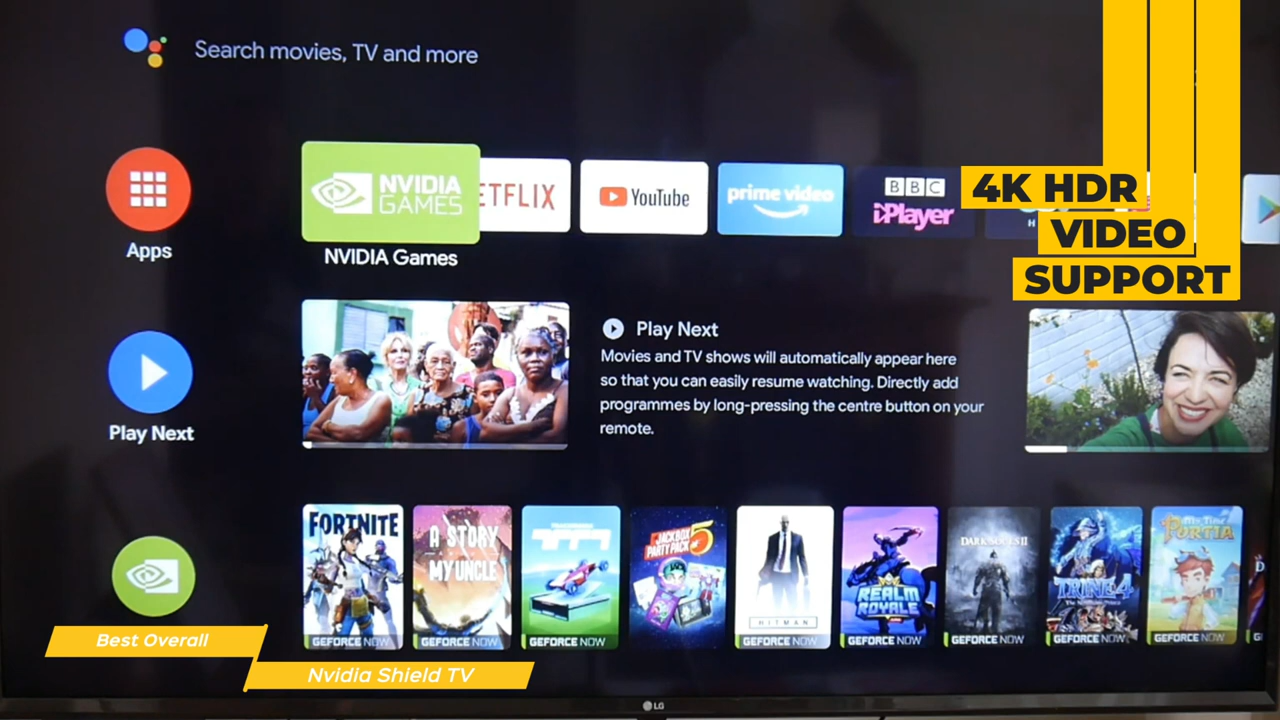 Search movies, TV and more
4K HDR
VIDEO
SUPPORT
NVIDIA
GAMES
ETFLIX
YouTube
prime video
BBC
iPlayer
Apps
NVIDIA Games
Play Next
Movies and TV shows will automatically appear here
so that you can easily resume watching. Directly add
programmes by long-pressing the centre button on your
remote.
Play Next
FORTNITE
GEFORCE NOW
A STORY
MY UNCLE
GEFORCE NOW
GEFORCE NOW
JACKBOX
PARTY PACK 5
HITMAN
GEFORCE NOW
REALM
ROYALE
GEFORCE NOW
DARK SOULS II
GEFORCE NOW
TRINE 4
GEFORCE NOW
My Time
PORTIA
GEFORCE NOW
Best Overall
Nvidia Shield TV
LG